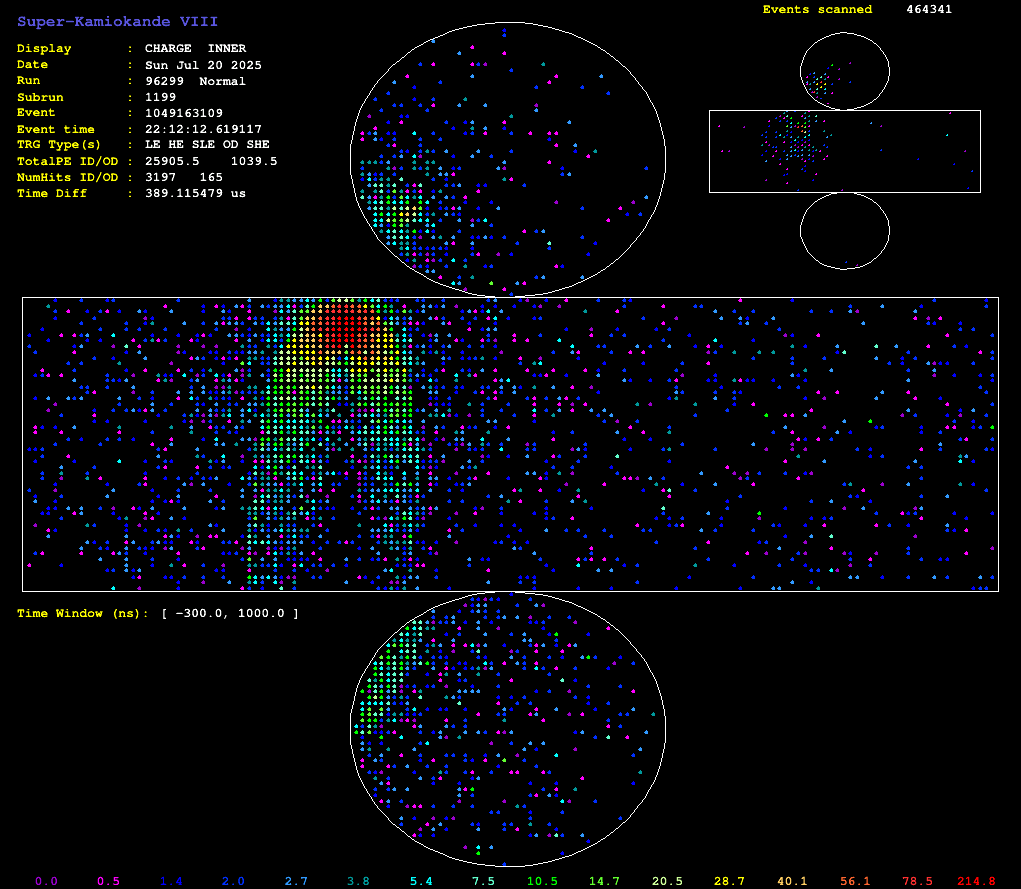 Super-Kamiokande VIII
Events scanned 464341
Display : CHARGE INNER
Date : Sun Jul 20 2025
Run : 96299 Normal
Subrun : 1199
Event : 1049163109
Event time : 22:12:12.619117
TRG Type(s) : LE HE SLE OD SHE
TotalPE ID/OD : 25905.5 1039.5
NumHits ID/OD : 3197 165
Time Diff : 389.115479 us
Time Window (ns): [ -300.0, 1000.0 ]
0.0 0.5 1.4 2.0 2.7 3.8 5.4 7.5 10.5 14.7 20.5 28.7 40.1 56.1 78.5 214.8